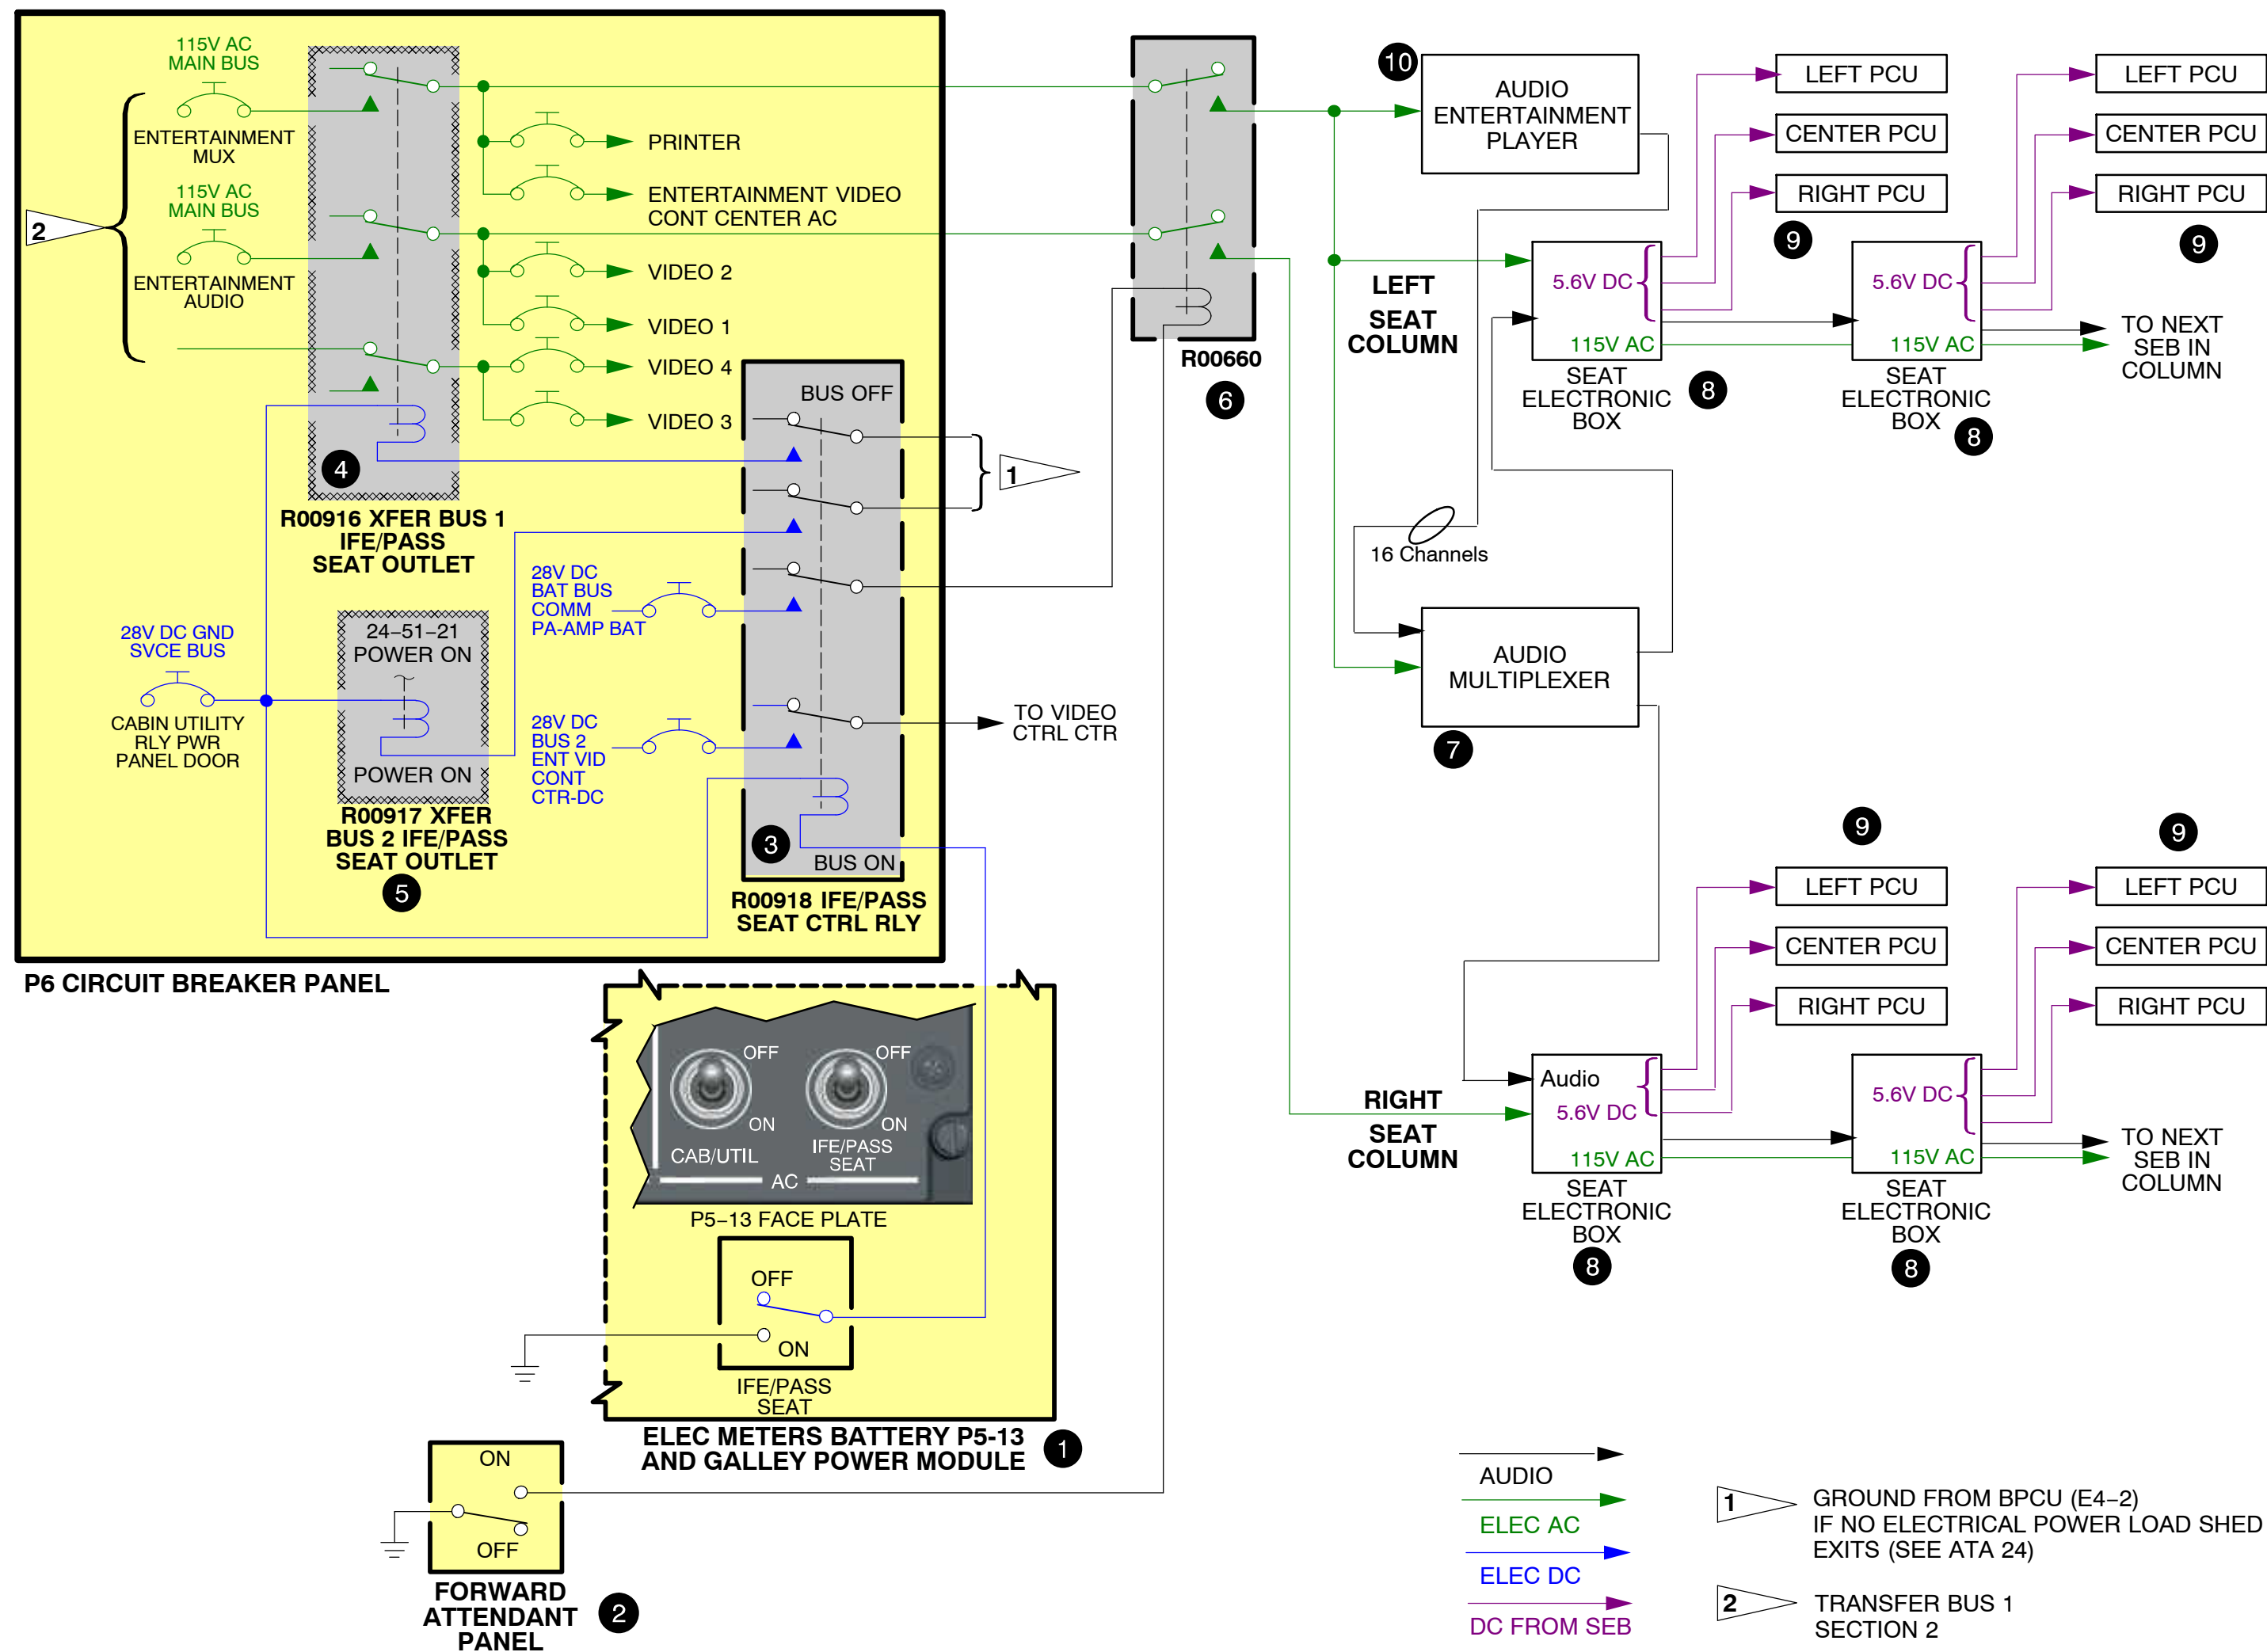 115V AC
MAIN BUS
ENTERTAINMENT
MUX
115V AC
MAIN BUS
2
ENTERTAINMENT
AUDIO
PRINTER
ENTERTAINMENT VIDEO
CONT CENTER AC
VIDEO 2
VIDEO 1
VIDEO 4
VIDEO 3
4
R00916 XFER BUS 1
IFE/PASS
SEAT OUTLET
BUS OFF
1
28V DC
BAT BUS
COMM
PA-AMP BAT
28V DC GND
SVCE BUS
CABIN UTILITY
RLY PWR
PANEL DOOR
24–51–21
POWER ON
POWER ON
R00917 XFER
BUS 2 IFE/PASS
SEAT OUTLET
5
28V DC
BUS 2
ENT VID
CONT
CTR-DC
3
BUS ON
R00918 IFE/PASS
SEAT CTRL RLY
TO VIDEO
CTRL CTR
P6 CIRCUIT BREAKER PANEL
R00660
6
OFF
OFF
ON
ON
CAB/UTIL
IFE/PASS
SEAT
AC
P5–13 FACE PLATE
OFF
ON
IFE/PASS
SEAT
ELEC METERS BATTERY P5-13
AND GALLEY POWER MODULE
1
ON
OFF
FORWARD
ATTENDANT
PANEL
2
10
AUDIO
ENTERTAINMENT
PLAYER
LEFT PCU
CENTER PCU
RIGHT PCU
9
LEFT PCU
CENTER PCU
RIGHT PCU
9
LEFT
SEAT
COLUMN
5.6V DC
115V AC
SEAT
ELECTRONIC
BOX
8
5.6V DC
115V AC
SEAT
ELECTRONIC
BOX
8
TO NEXT
SEB IN
COLUMN
16 Channels
AUDIO
MULTIPLEXER
7
9
LEFT PCU
CENTER PCU
RIGHT PCU
9
LEFT PCU
CENTER PCU
RIGHT PCU
RIGHT
SEAT
COLUMN
Audio
5.6V DC
115V AC
SEAT
ELECTRONIC
BOX
8
5.6V DC
115V AC
SEAT
ELECTRONIC
BOX
8
TO NEXT
SEB IN
COLUMN
AUDIO
ELEC AC
ELEC DC
DC FROM SEB
1
GROUND FROM BPCU (E4–2)
IF NO ELECTRICAL POWER LOAD SHED
EXITS (SEE ATA 24)
2
TRANSFER BUS 1
SECTION 2